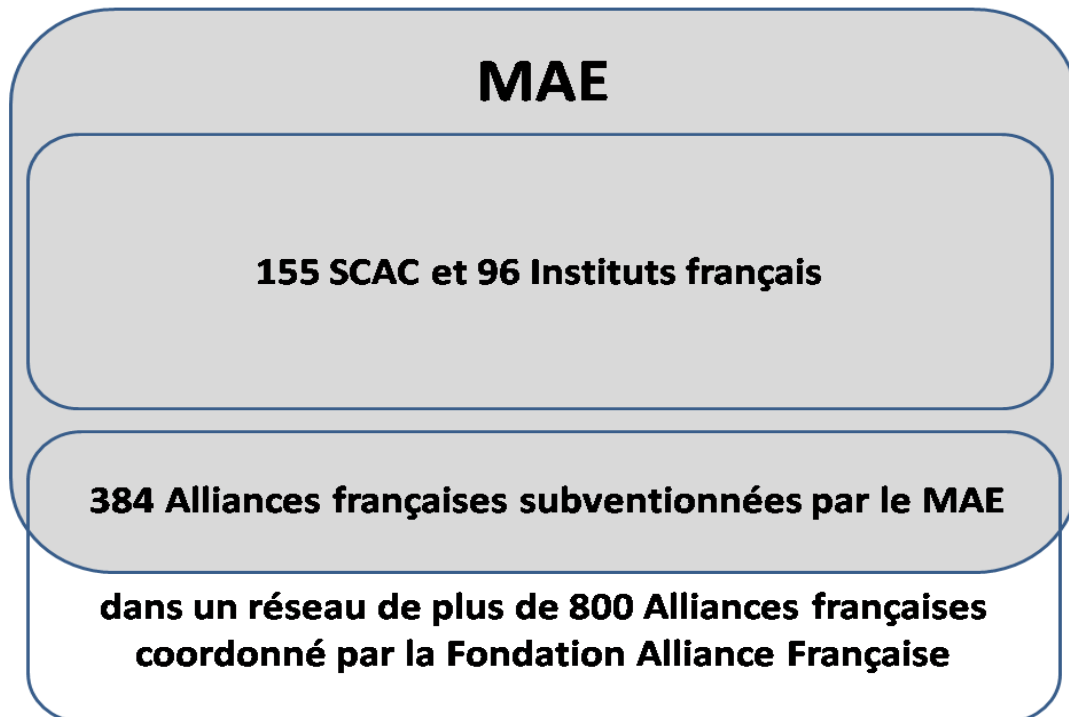 MAE
155 SCAC et 96 Instituts français
384 Alliances françaises subventionnées par le MAE
dans un réseau de plus de 800 Alliances françaises
coordonné par la Fondation Alliance Française